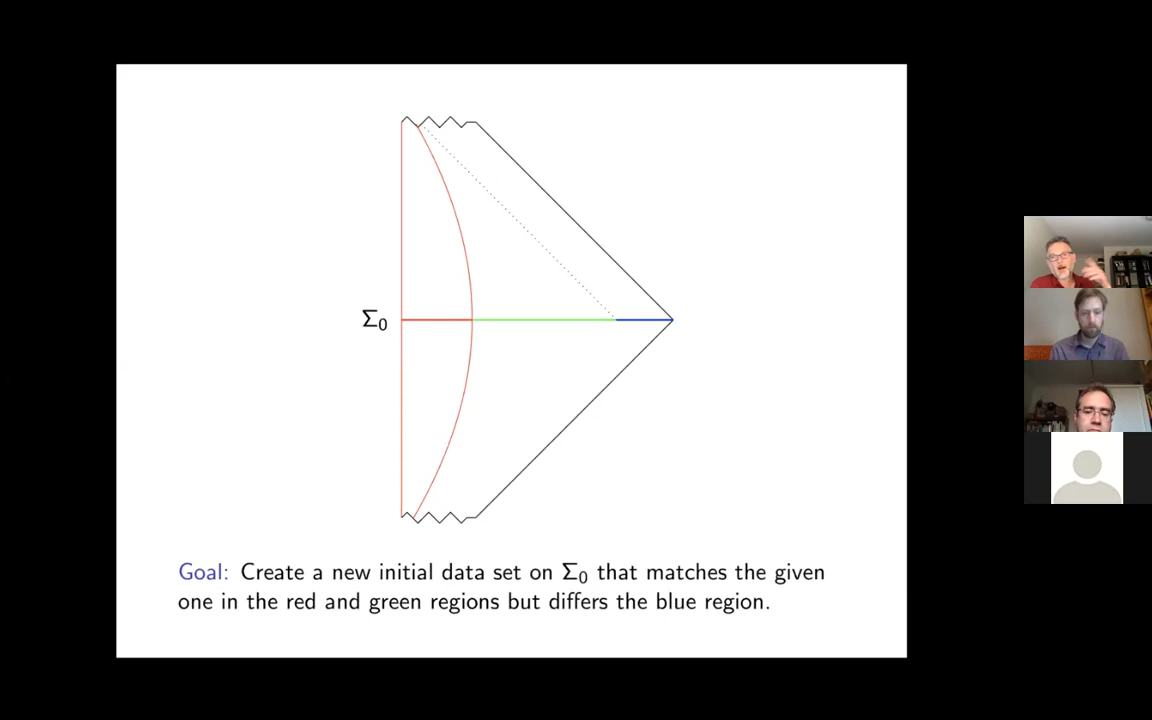 Σ₀
Goal: Create a new initial data set on Σ₀ that matches the given
one in the red and green regions but differs the blue region.